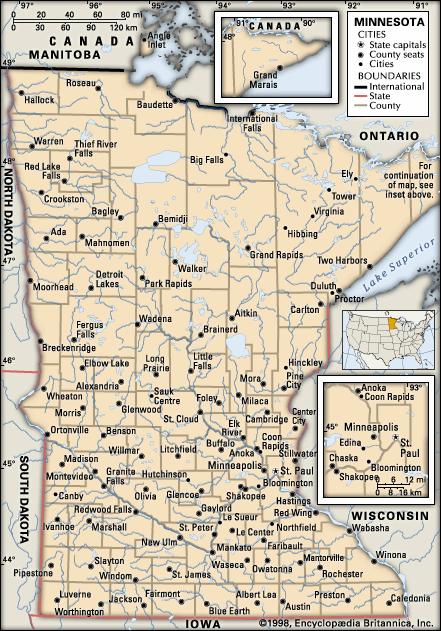 97°
96°
95°
94°
93°
0 20 40 60 80 mi
0 30 60 90 120 km
CANADA
MANITOBA
Angle
Inlet
49°
CANADA
91°
90°
48°
Grand
Marais
MINNESOTA
CITIES
State capitals
County seats
Cities
BOUNDARIES
International
State
County
Roseau
Hallock
Baudette
International
Falls
ONTARIO
Warren
Thief River
Falls
48°
Red Lake
Falls
Big Falls
Ely
For
continuation
of map, see
inset above.
Crookston
Tower
NORTH DAKOTA
Bagley
Bemidji
Virginia
Ada
Mahnomen
Hibbing
47°
Walker
Grand Rapids
Two Harbors
Lake Superior
Moorhead
Detroit
Lakes
Park Rapids
Duluth
Proctor
Carlton
Wadena
Aitkin
Fergus
Falls
Brainerd
Breckenridge
46°
Elbow Lake
Long
Prairie
Little
Falls
Hinckley
Mora
Pine
City
Alexandria
Wheaton
Sauk
Centre
Foley
Milaca
Morris
Glenwood
St. Cloud
Cambridge
Center
City
Ortonville
Benson
Elk
River
Coon
Rapids
Buffalo
Anoka
Stillwater
Willmar
Litchfield
45°
Madison
Minneapolis
St. Paul
Montevideo
Granite
Falls
Hutchinson
Bloomington
Canby
Olivia
Glencoe
Shakopee
Hastings
SOUTH DAKOTA
Redwood Falls
Gaylord
Red Wing
Ivanhoe
Marshall
Le Sueur
WISCONSIN
St. Peter
Le Center
Northfield
Wabasha
New Ulm
Faribault
44°
Mankato
Winona
Pipestone
Slayton
Waseca
Owatonna
Mantorville
Rochester
Windom
St. James
Luverne
Worthington
Jackson
Fairmont
Blue Earth
Albert Lea
Austin
Preston
Caledonia
IOWA
©1998, Encyclopædia Britannica, Inc.
Anoka
93°
Coon Rapids
45°
Minneapolis
Edina
St.
Paul
Chaska
Bloomington
Shakopee
0 6 12 mi
0 8 16 km